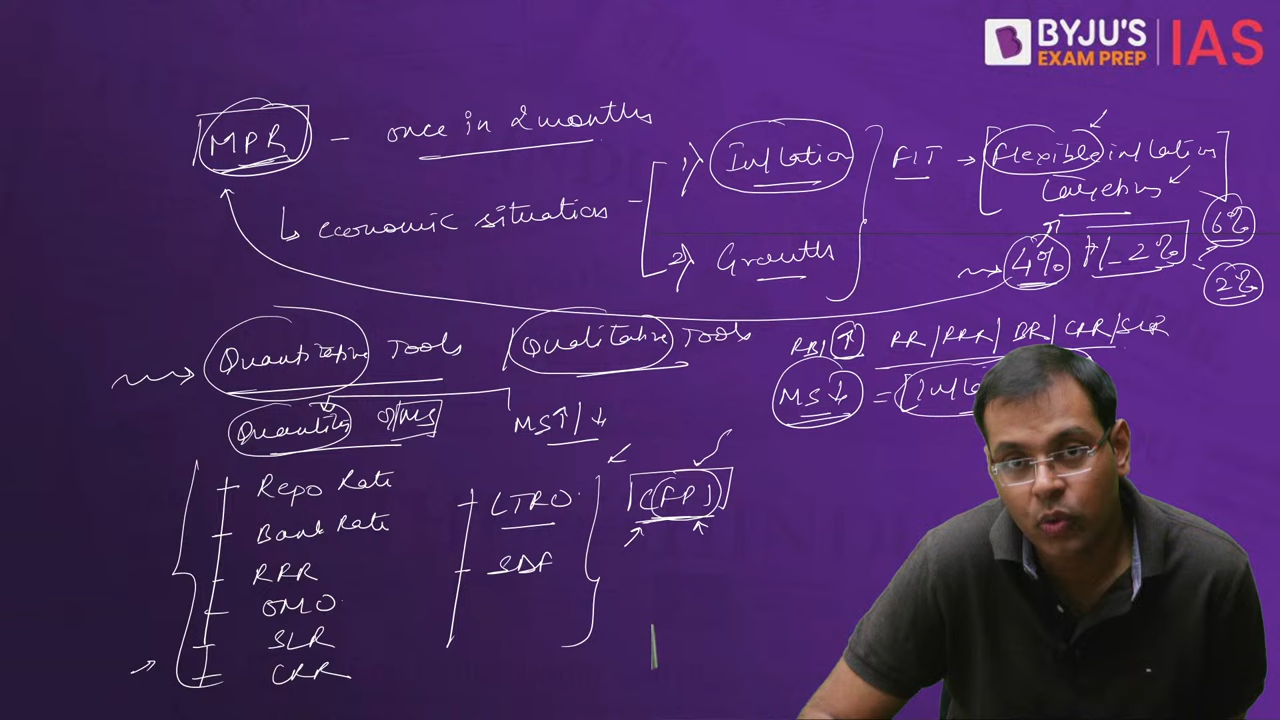 BYJU'S
EXAM PREP
IAS
MPR - once in 2 months
economic situation
1) Inflation
2) Growth
FIT → [Flexible inflation
targeting]
4% +/- 2%
6%
2%
Quantitative Tools | Qualitative Tools
Quantity of MS
MS↑/↓
RBI ↑ RR/RRR/BR/CRR/SLR
MS↓ =
Repo Rate
Bank Rate
RRR
OMO
SLR
CRR
LTRO
SDF
CFPI